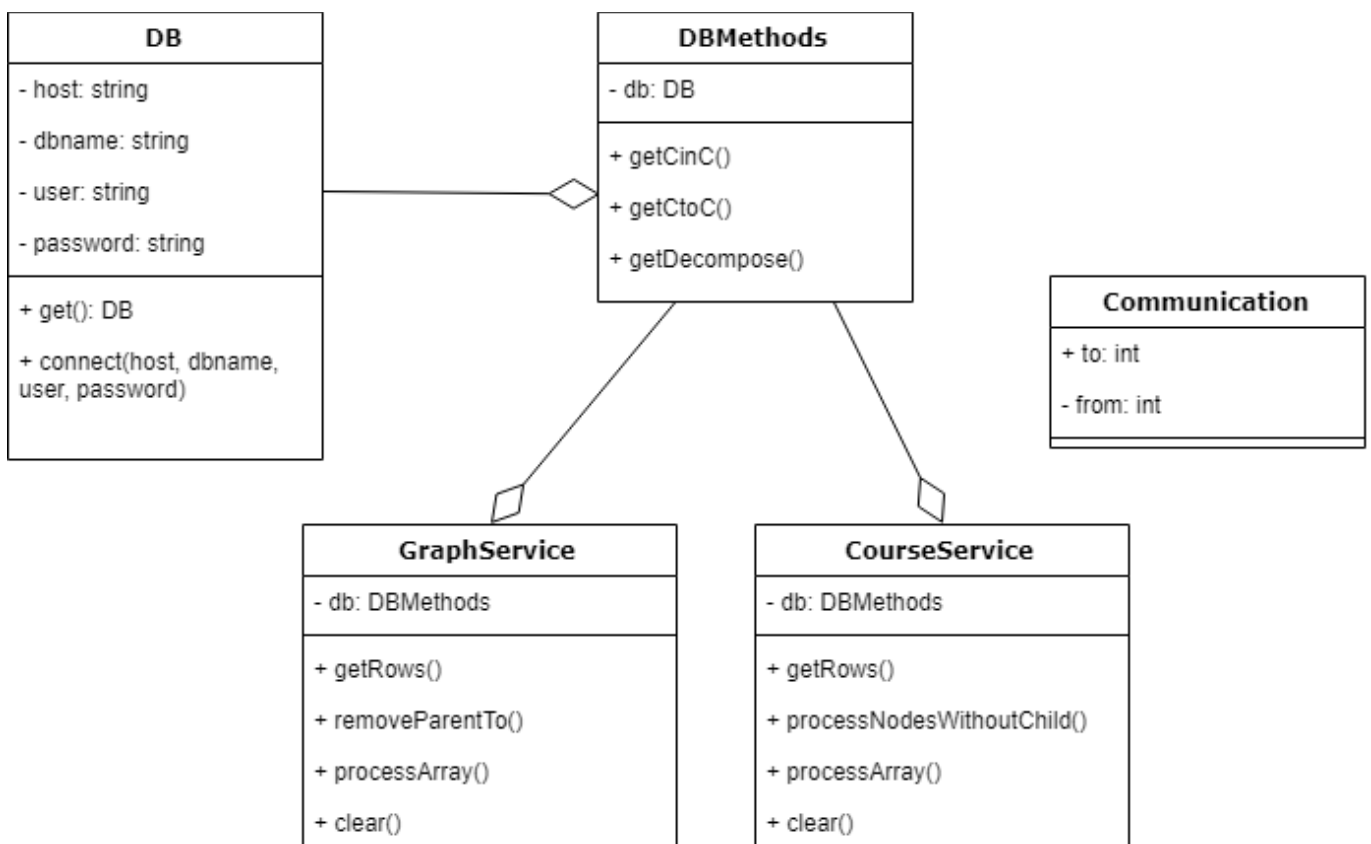 DB
- host: string
- dbname: string
- user: string
- password: string
+ get(): DB
+ connect(host, dbname,
user, password)
DBMethods
- db: DB
+ getCinC()
+ getCtoC()
+ getDecompose()
Communication
+ to: int
- from: int
GraphService
- db: DBMethods
+ getRows()
+ removeParentTo()
+ processArray()
+ clear()
CourseService
- db: DBMethods
+ getRows()
+ processNodesWithoutChild()
+ processArray()
+ clear()